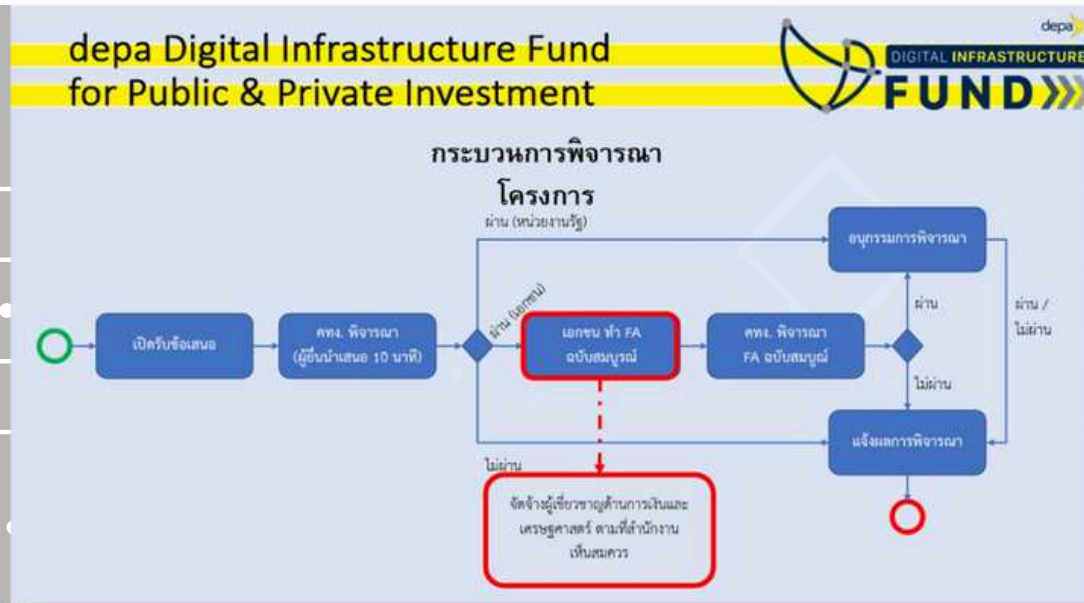 depa Digital Infrastructure Fund
for Public & Private Investment
depa
DIGITAL INFRASTRUCTURE
FUND
กระบวนการพิจารณา
โครงการ
ผ่าน (หน่วยงานรัฐ)
อนุกรรมการพิจารณา
ผ่าน (เอกชน)
เปิดรับข้อเสนอ
คทง. พิจารณา
(ผู้ยื่นนำเสนอ 10 นาที)
เอกชน ทำ FA
ฉบับสมบูรณ์
คทง. พิจารณา
FA ฉบับสมบูรณ์
ผ่าน
ผ่าน /
ไม่ผ่าน
ไม่ผ่าน
แจ้งผลการพิจารณา
ไม่ผ่าน
จัดจ้างผู้เชี่ยวชาญด้านการเงินและ
เศรษฐศาสตร์ ตามที่สำนักงาน
เห็นสมควร